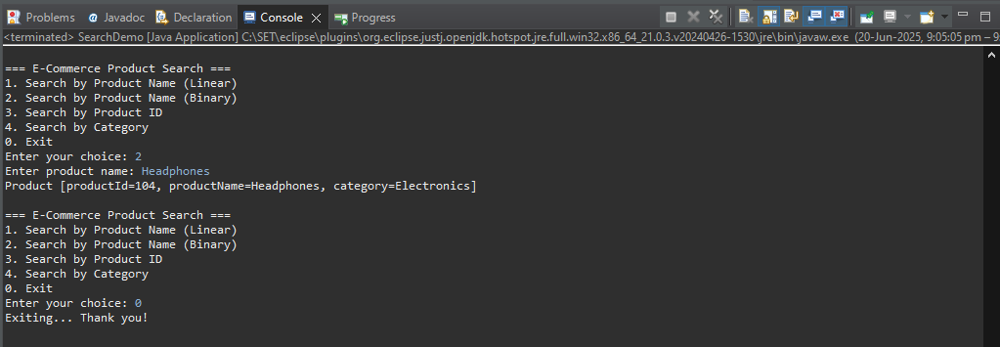 Problems @ Javadoc Declaration Console Progress
<terminated> SearchDemo [Java Application] C:\SET\eclipse\plugins\org.eclipse.justj.openjdk.hotspot.jre.full.win32.x86_64_21.0.3.v20240426-1530\jre\bin\javaw.exe (20-Jun-2025, 9:05:05 pm – 9
=== E-Commerce Product Search ===
1. Search by Product Name (Linear)
2. Search by Product Name (Binary)
3. Search by Product ID
4. Search by Category
0. Exit
Enter your choice: 2
Enter product name: Headphones
Product [productId=104, productName=Headphones, category=Electronics]
=== E-Commerce Product Search ===
1. Search by Product Name (Linear)
2. Search by Product Name (Binary)
3. Search by Product ID
4. Search by Category
0. Exit
Enter your choice: 0
Exiting... Thank you!